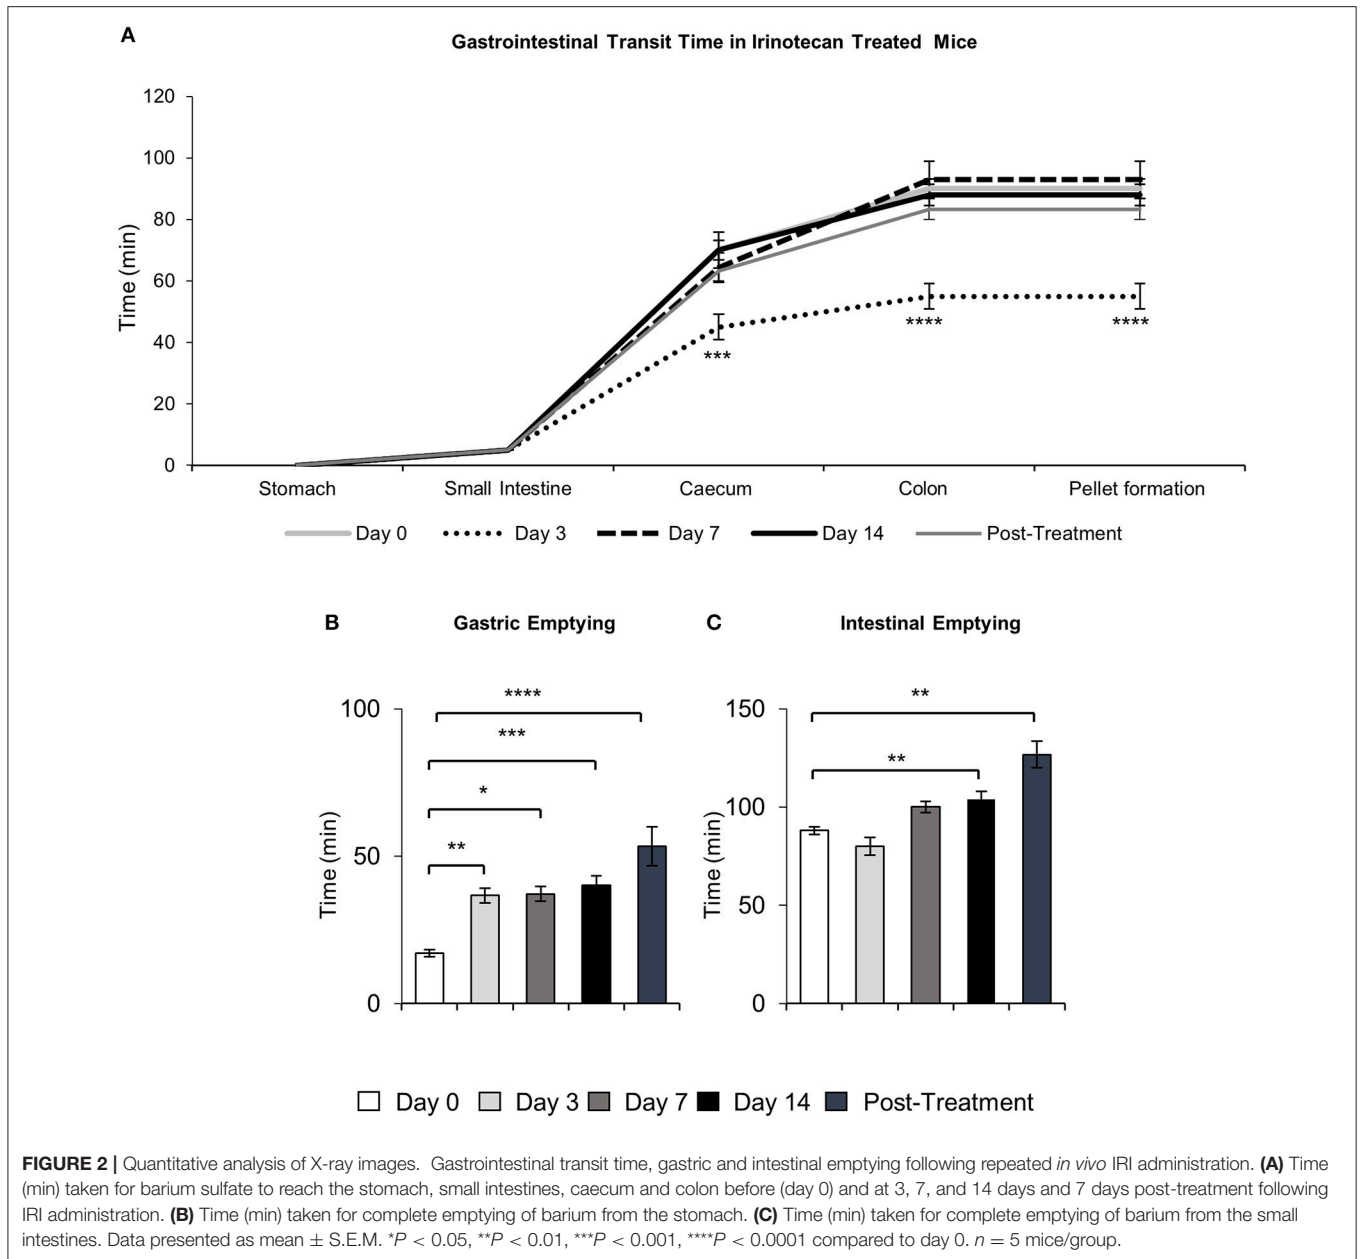 A
Gastrointestinal Transit Time in Irinotecan Treated Mice
120
100
80
60
40
20
0
Time (min)
***
****
****
Stomach
Small Intestine
Caecum
Colon
Pellet formation
Day 0
Day 3
Day 7
Day 14
Post-Treatment
B
Gastric Emptying
100
50
0
Time (min)
****
***
*
**
C
Intestinal Emptying
150
100
50
0
Time (min)
**
**
Day 0
Day 3
Day 7
Day 14
Post-Treatment
FIGURE 2 | Quantitative analysis of X-ray images. Gastrointestinal transit time, gastric and intestinal emptying following repeated in vivo IRI administration. (A) Time
(min) taken for barium sulfate to reach the stomach, small intestines, caecum and colon before (day 0) and at 3, 7, and 14 days and 7 days post-treatment following
IRI administration. (B) Time (min) taken for complete emptying of barium from the stomach. (C) Time (min) taken for complete emptying of barium from the small
intestines. Data presented as mean ± S.E.M. *P < 0.05, **P < 0.01, ***P < 0.001, ****P < 0.0001 compared to day 0. n = 5 mice/group.